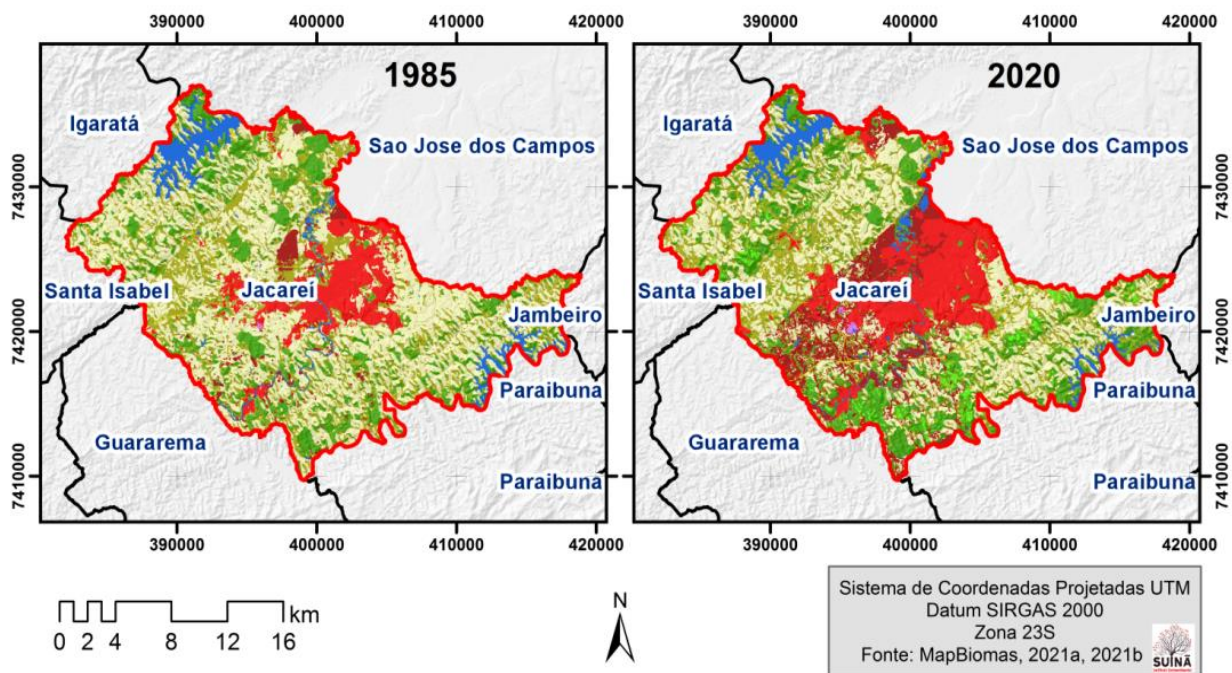 390000 400000 410000 420000 390000 400000 410000 420000
1985
2020
Igaratá
Sao Jose dos Campos
Igaratá
Sao Jose dos Campos
7430000
7430000
Santa Isabel
Jacareí
Jambeiro
Santa Isabel
Jacareí
Jambeiro
7420000
7420000
Paraibuna
Paraibuna
Guararema
Guararema
7410000
Paraibuna
Paraibuna
7410000
390000 400000 410000 420000 390000 400000 410000 420000
km
0 2 4 8 12 16
N
Sistema de Coordenadas Projetadas UTM
Datum SIRGAS 2000
Zona 23S
Fonte: MapBiomas, 2021a, 2021b
SUINÃ